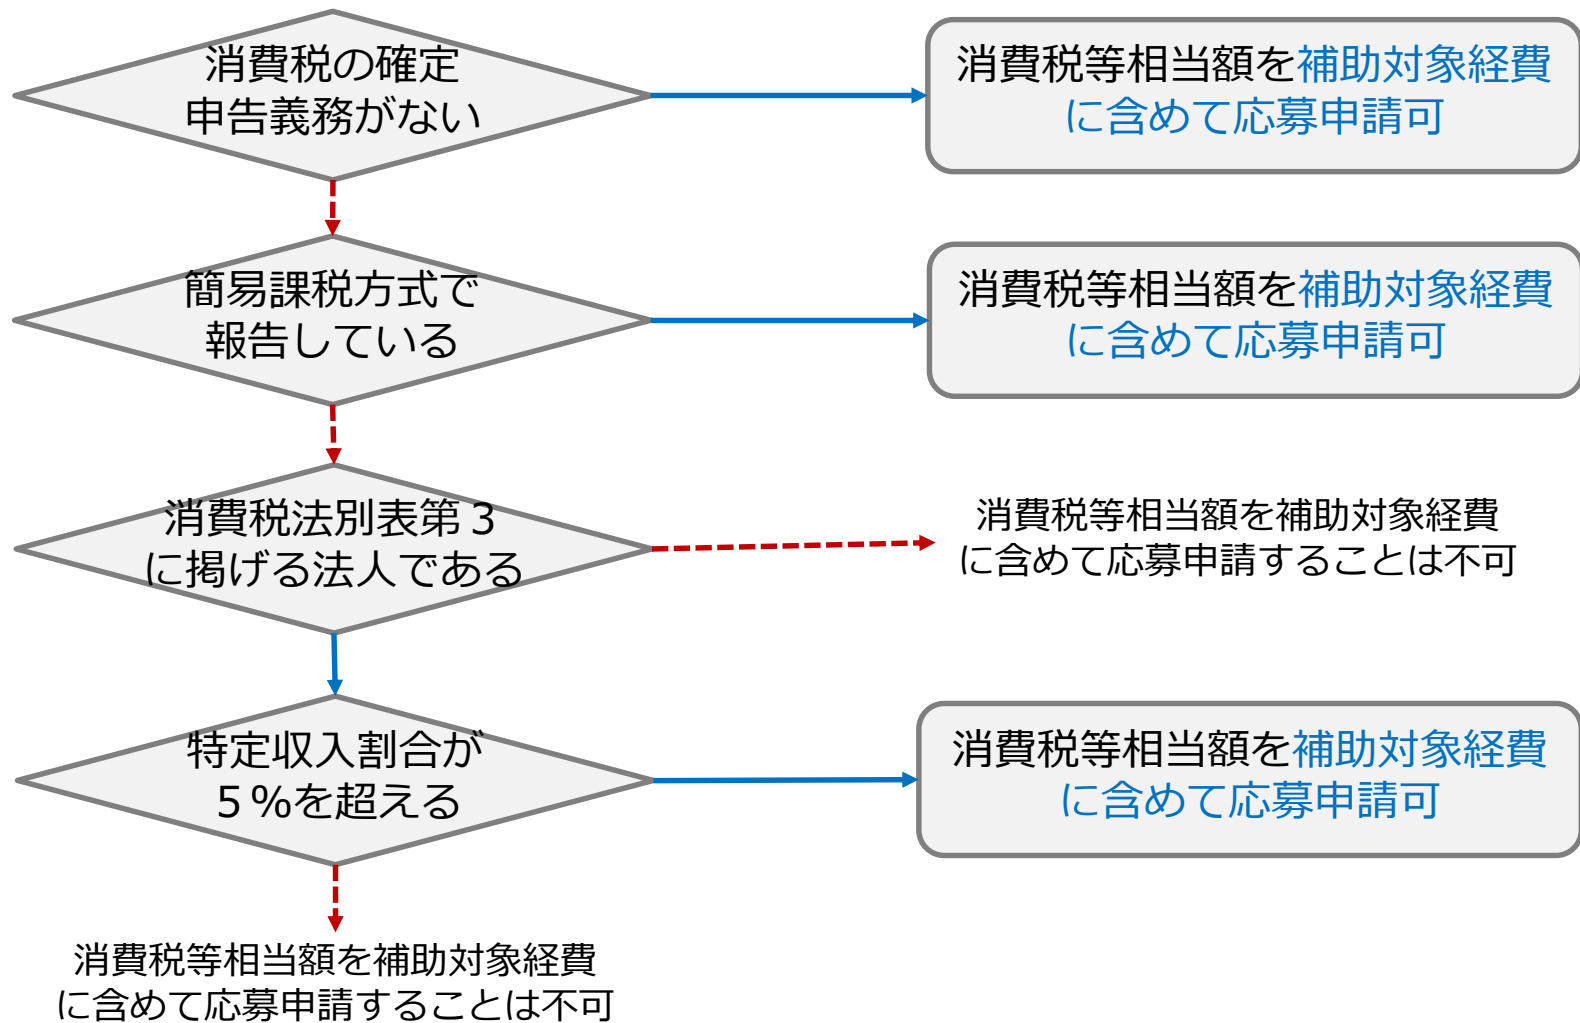 消費税の確定
申告義務がない
消費税等相当額を補助対象経費
に含めて応募申請可
簡易課税方式で
報告している
消費税等相当額を補助対象経費
に含めて応募申請可
消費税法別表第３
に掲げる法人である
消費税等相当額を補助対象経費
に含めて応募申請することは不可
特定収入割合が
５%を超える
消費税等相当額を補助対象経費
に含めて応募申請可
消費税等相当額を補助対象経費
に含めて応募申請することは不可